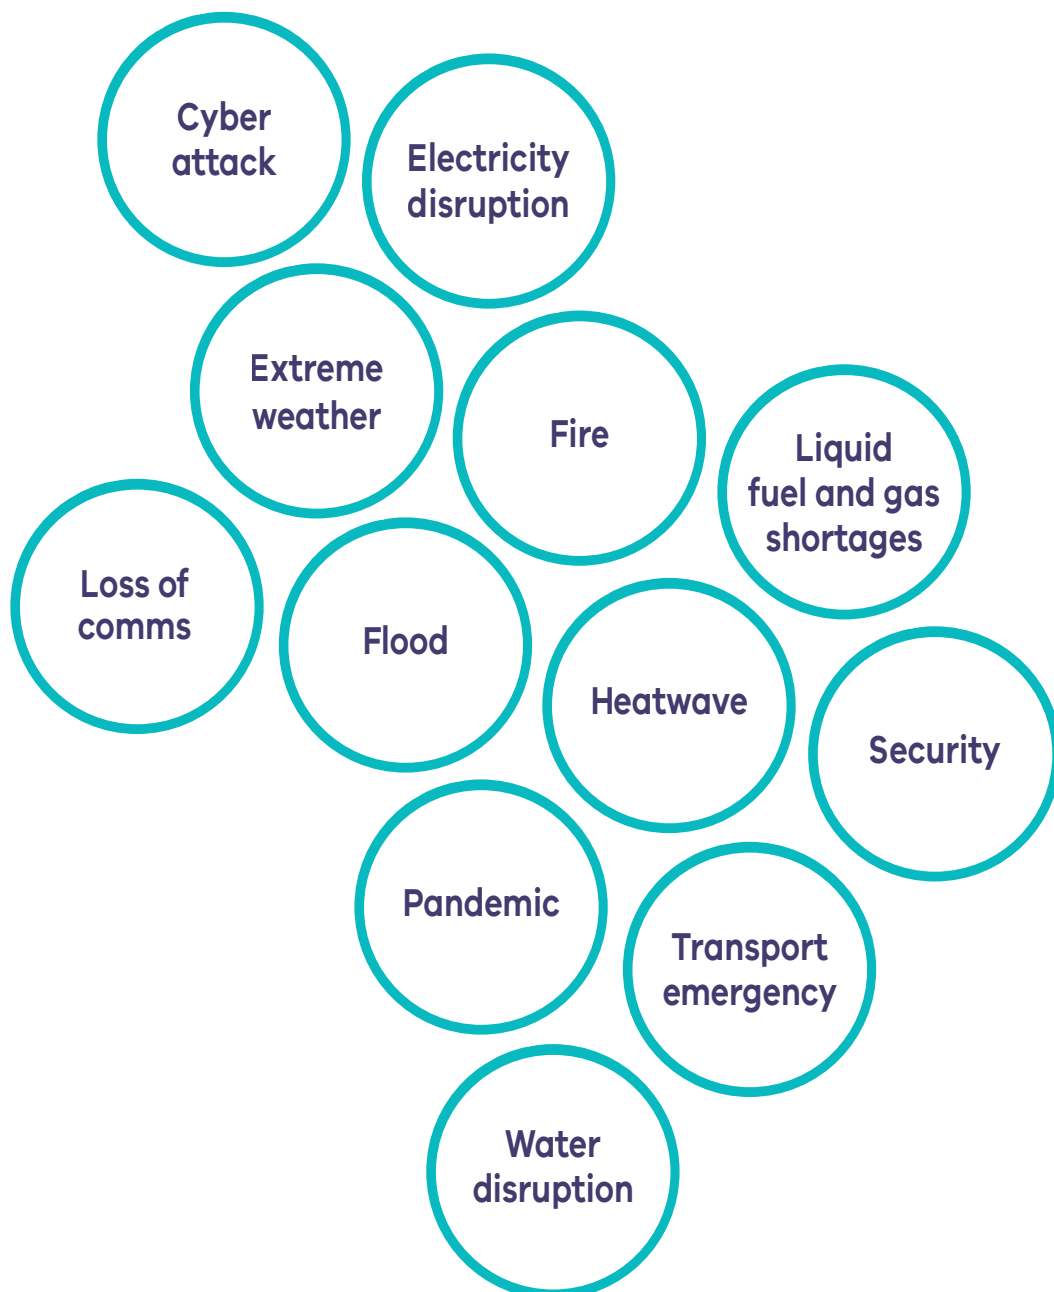 Cyber
attack
Electricity
disruption
Extreme
weather
Fire
Liquid
fuel and gas
shortages
Loss of
comms
Flood
Heatwave
Security
Pandemic
Transport
emergency
Water
disruption